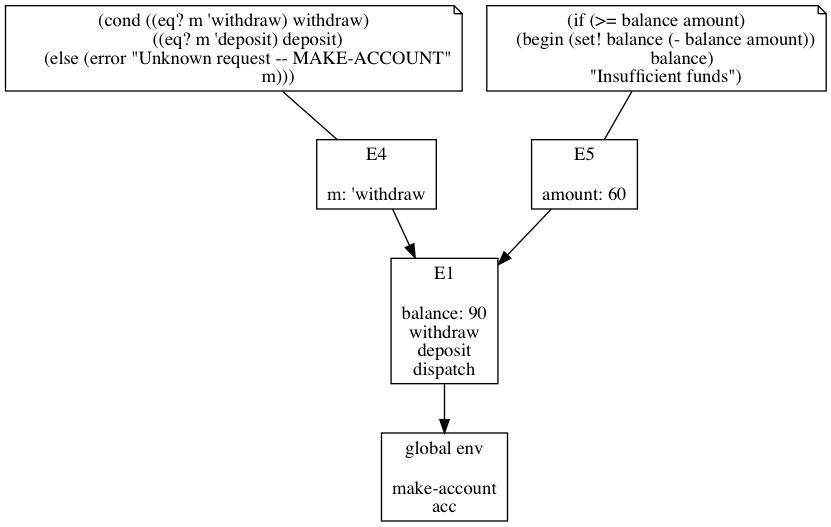 (cond ((eq? m 'withdraw) withdraw)
((eq? m 'deposit) deposit)
(else (error "Unknown request -- MAKE-ACCOUNT"
m)))
(if (>= balance amount)
(begin (set! balance (- balance amount))
balance)
"Insufficient funds")
E4
m: 'withdraw
E5
amount: 60
E1
balance: 90
withdraw
deposit
dispatch
global env
make-account
acc